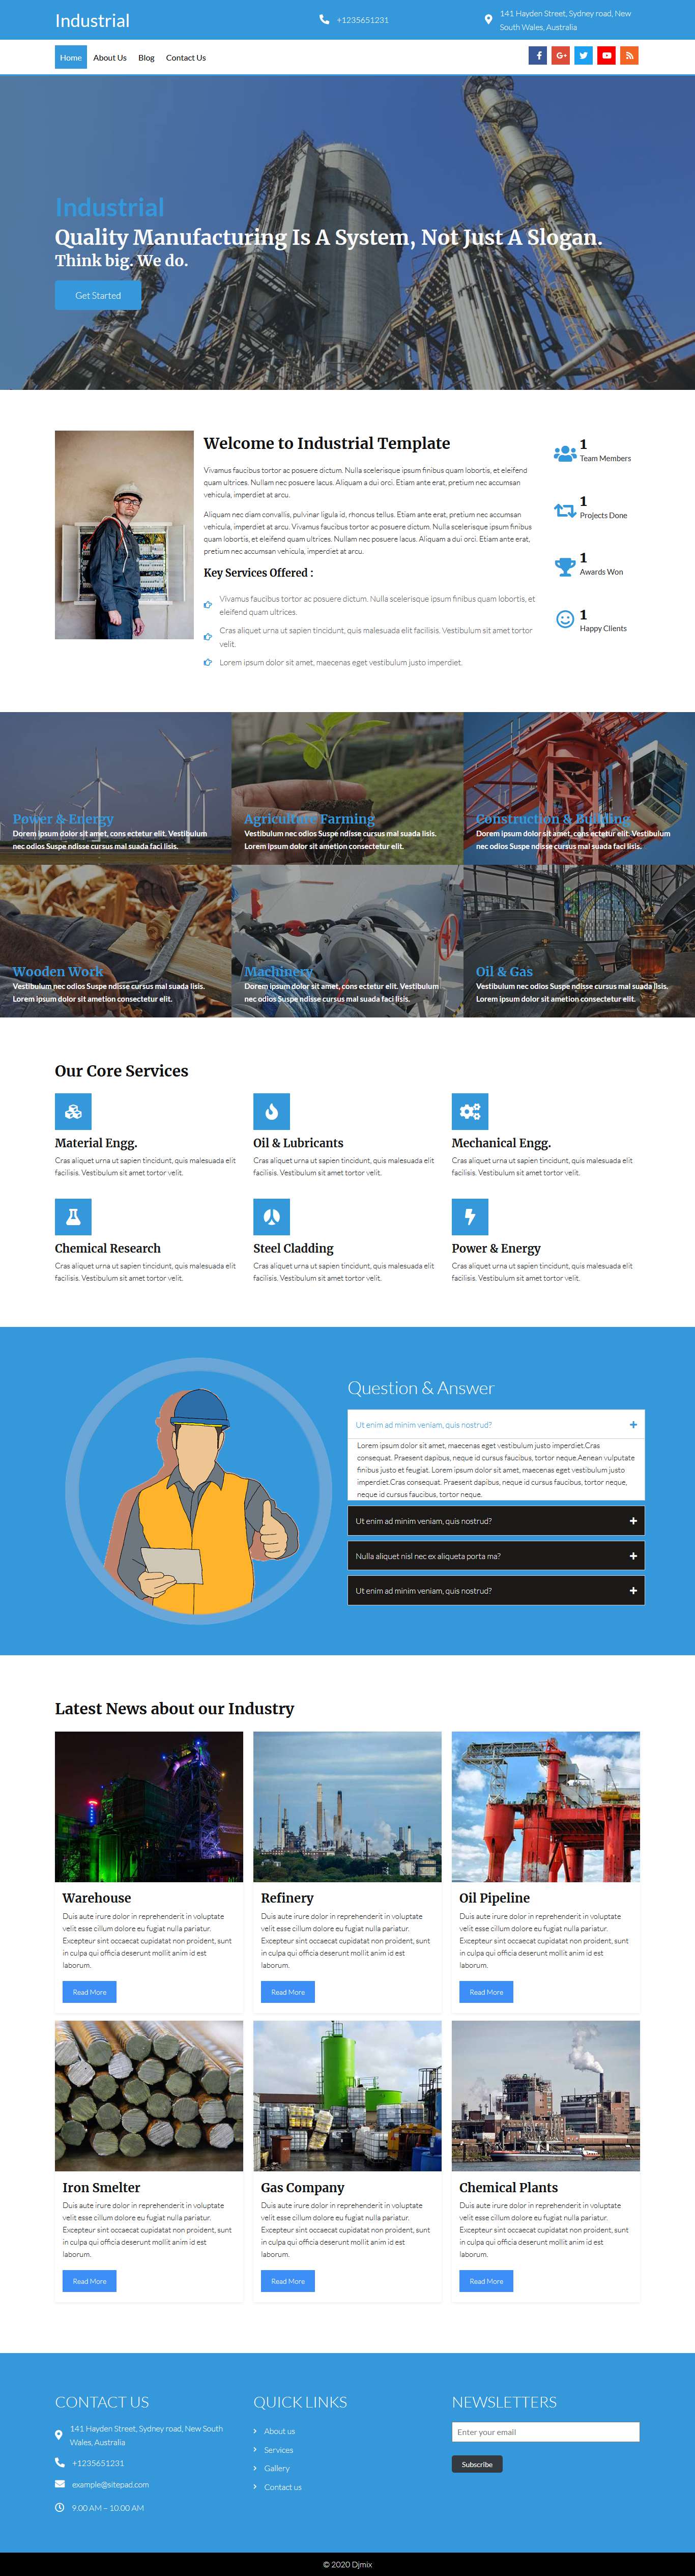 Industrial
+1235651231
141 Hayden Street, Sydney road, New
South Wales, Australia
Home
About Us
Blog
Contact Us
Industrial
Quality Manufacturing Is A System, Not Just A Slogan.
Think big. We do.
Get Started
Welcome to Industrial Template
Vivamus faucibus tortor ac posuere dictum. Nulla scelerisque ipsum finibus quam lobortis, et eleifend
quam ultrices. Nullam nec posuere lacus. Aliquam a dui orci. Etiam ante erat, pretium nec accumsan
vehicula, imperdiet at arcu.
Aliquam nec diam convallis, pulvinar ligula id, rhoncus tellus. Etiam ante erat, pretium nec accumsan
vehicula, imperdiet at arcu. Vivamus faucibus tortor ac posuere dictum. Nulla scelerisque ipsum finibus
quam lobortis, et eleifend quam ultrices. Nullam nec posuere lacus. Aliquam a dui orci. Etiam ante erat,
pretium nec accumsan vehicula, imperdiet at arcu.
Key Services Offered :
Vivamus faucibus tortor ac posuere dictum. Nulla scelerisque ipsum finibus quam lobortis, et
eleifend quam ultrices.
Cras aliquet urna ut sapien tincidunt, quis malesuada elit facilisis. Vestibulum sit amet tortor
velit.
Lorem ipsum dolor sit amet, maecenas eget vestibulum justo imperdiet.
1
Team Members
1
Projects Done
1
Awards Won
1
Happy Clients
Power & Energy
Dorem ipsum dolor sit amet, cons ectetur elit. Vestibulum
nec odios Suspe ndisse cursus mal suada faci lisis.
Agriculture Farming
Vestibulum nec odios Suspe ndisse cursus mal suada lisis.
Lorem ipsum dolor sit ametion consectetur elit.
Construction & Building
Dorem ipsum dolor sit amet, cons ectetur elit. Vestibulum
nec odios Suspe ndisse cursus mal suada faci lisis.
Wooden Work
Vestibulum nec odios Suspe ndisse cursus mal suada lisis.
Lorem ipsum dolor sit ametion consectetur elit.
Machinery
Dorem ipsum dolor sit amet, cons ectetur elit. Vestibulum
nec odios Suspe ndisse cursus mal suada faci lisis.
Oil & Gas
Vestibulum nec odios Suspe ndisse cursus mal suada lisis.
Lorem ipsum dolor sit ametion consectetur elit.
Our Core Services
Material Engg.
Cras aliquet urna ut sapien tincidunt, quis malesuada elit
facilisis. Vestibulum sit amet tortor velit.
Oil & Lubricants
Cras aliquet urna ut sapien tincidunt, quis malesuada elit
facilisis. Vestibulum sit amet tortor velit.
Mechanical Engg.
Cras aliquet urna ut sapien tincidunt, quis malesuada elit
facilisis. Vestibulum sit amet tortor velit.
Chemical Research
Cras aliquet urna ut sapien tincidunt, quis malesuada elit
facilisis. Vestibulum sit amet tortor velit.
Steel Cladding
Cras aliquet urna ut sapien tincidunt, quis malesuada elit
facilisis. Vestibulum sit amet tortor velit.
Power & Energy
Cras aliquet urna ut sapien tincidunt, quis malesuada elit
facilisis. Vestibulum sit amet tortor velit.
Question & Answer
Ut enim ad minim veniam, quis nostrud?
Lorem ipsum dolor sit amet, maecenas eget vestibulum justo imperdiet.Cras
consequat. Praesent dapibus, neque id cursus faucibus, tortor neque.Aenean vulputate
finibus justo et feugiat. Lorem ipsum dolor sit amet, maecenas eget vestibulum justo
imperdiet.Cras consequat. Praesent dapibus, neque id cursus faucibus, tortor neque,
neque id cursus faucibus, tortor neque.
Ut enim ad minim veniam, quis nostrud?
Nulla aliquet nisl nec ex aliqueta porta ma?
Ut enim ad minim veniam, quis nostrud?
Latest News about our Industry
Warehouse
Duis aute irure dolor in reprehenderit in voluptate
velit esse cillum dolore eu fugiat nulla pariatur.
Excepteur sint occaecat cupidatat non proident, sunt
in culpa qui officia deserunt mollit anim id est
laborum.
Read More
Refinery
Duis aute irure dolor in reprehenderit in voluptate
velit esse cillum dolore eu fugiat nulla pariatur.
Excepteur sint occaecat cupidatat non proident, sunt
in culpa qui officia deserunt mollit anim id est
laborum.
Read More
Oil Pipeline
Duis aute irure dolor in reprehenderit in voluptate
velit esse cillum dolore eu fugiat nulla pariatur.
Excepteur sint occaecat cupidatat non proident, sunt
in culpa qui officia deserunt mollit anim id est
laborum.
Read More
Iron Smelter
Duis aute irure dolor in reprehenderit in voluptate
velit esse cillum dolore eu fugiat nulla pariatur.
Excepteur sint occaecat cupidatat non proident, sunt
in culpa qui officia deserunt mollit anim id est
laborum.
Read More
Gas Company
Duis aute irure dolor in reprehenderit in voluptate
velit esse cillum dolore eu fugiat nulla pariatur.
Excepteur sint occaecat cupidatat non proident, sunt
in culpa qui officia deserunt mollit anim id est
laborum.
Read More
Chemical Plants
Duis aute irure dolor in reprehenderit in voluptate
velit esse cillum dolore eu fugiat nulla pariatur.
Excepteur sint occaecat cupidatat non proident, sunt
in culpa qui officia deserunt mollit anim id est
laborum.
Read More
CONTACT US
141 Hayden Street, Sydney road, New South
Wales, Australia
+1235651231
example@sitepad.com
9.00 AM – 10.00 AM
QUICK LINKS
About us
Services
Gallery
Contact us
NEWSLETTERS
Enter your email
Subscribe
© 2020 Djmix